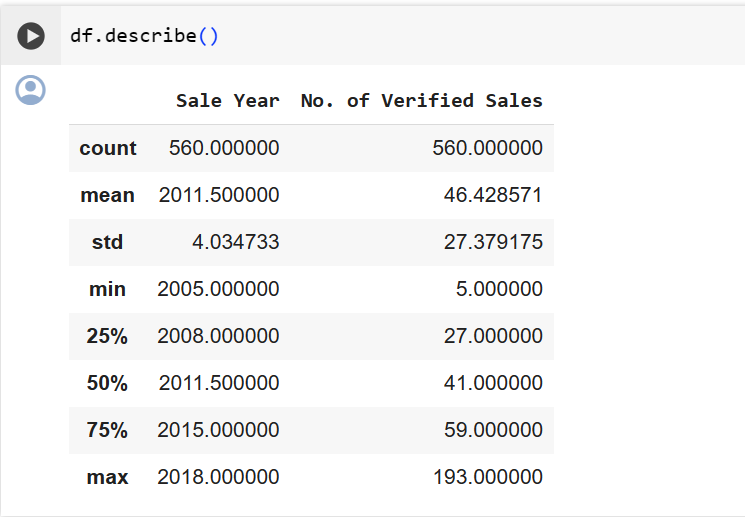 df.describe()
Sale Year No. of Verified Sales
count 560.000000 560.000000
mean 2011.500000 46.428571
std 4.034733 27.379175
min 2005.000000 5.000000
25% 2008.000000 27.000000
50% 2011.500000 41.000000
75% 2015.000000 59.000000
max 2018.000000 193.000000